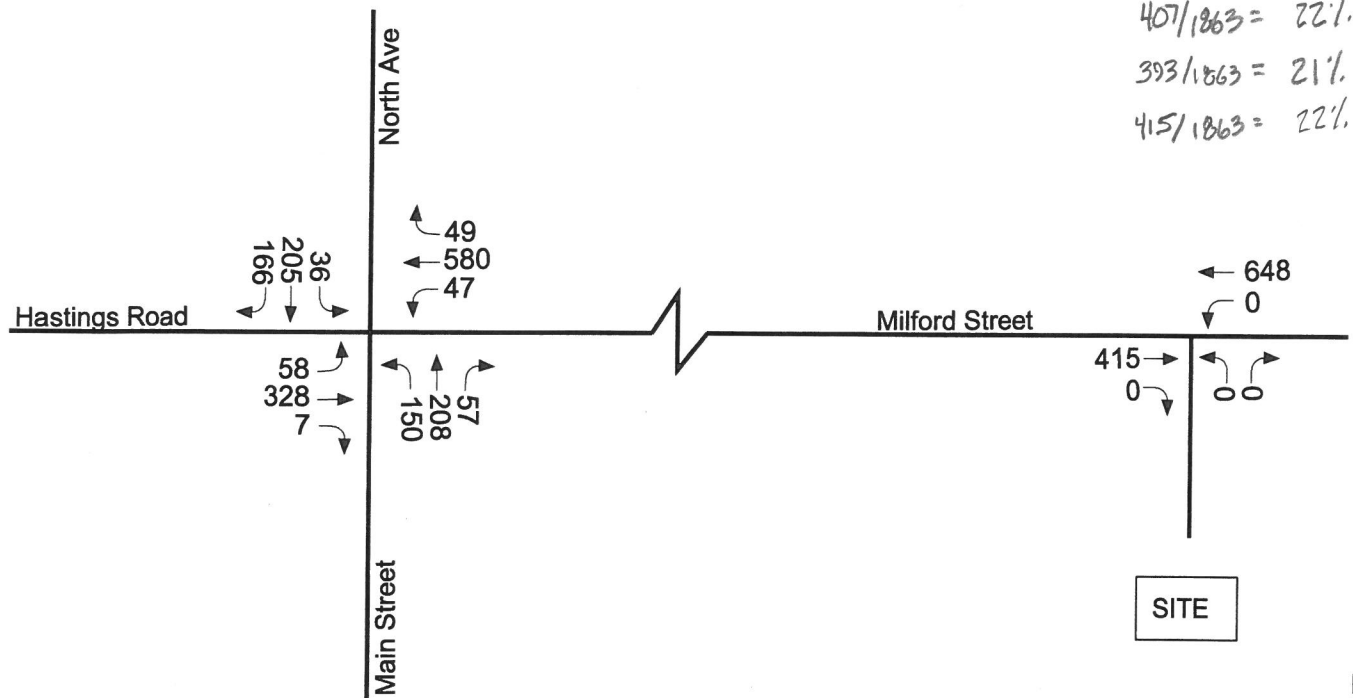 407/1863 = 22%.
393/1863 = 21%.
415/1863 = 22%.
North Ave
49
580
47
166
205
36
Hastings Road
58
328
7
150
208
57
Milford Street
648
0
415
0
0
0
Main Street
SITE